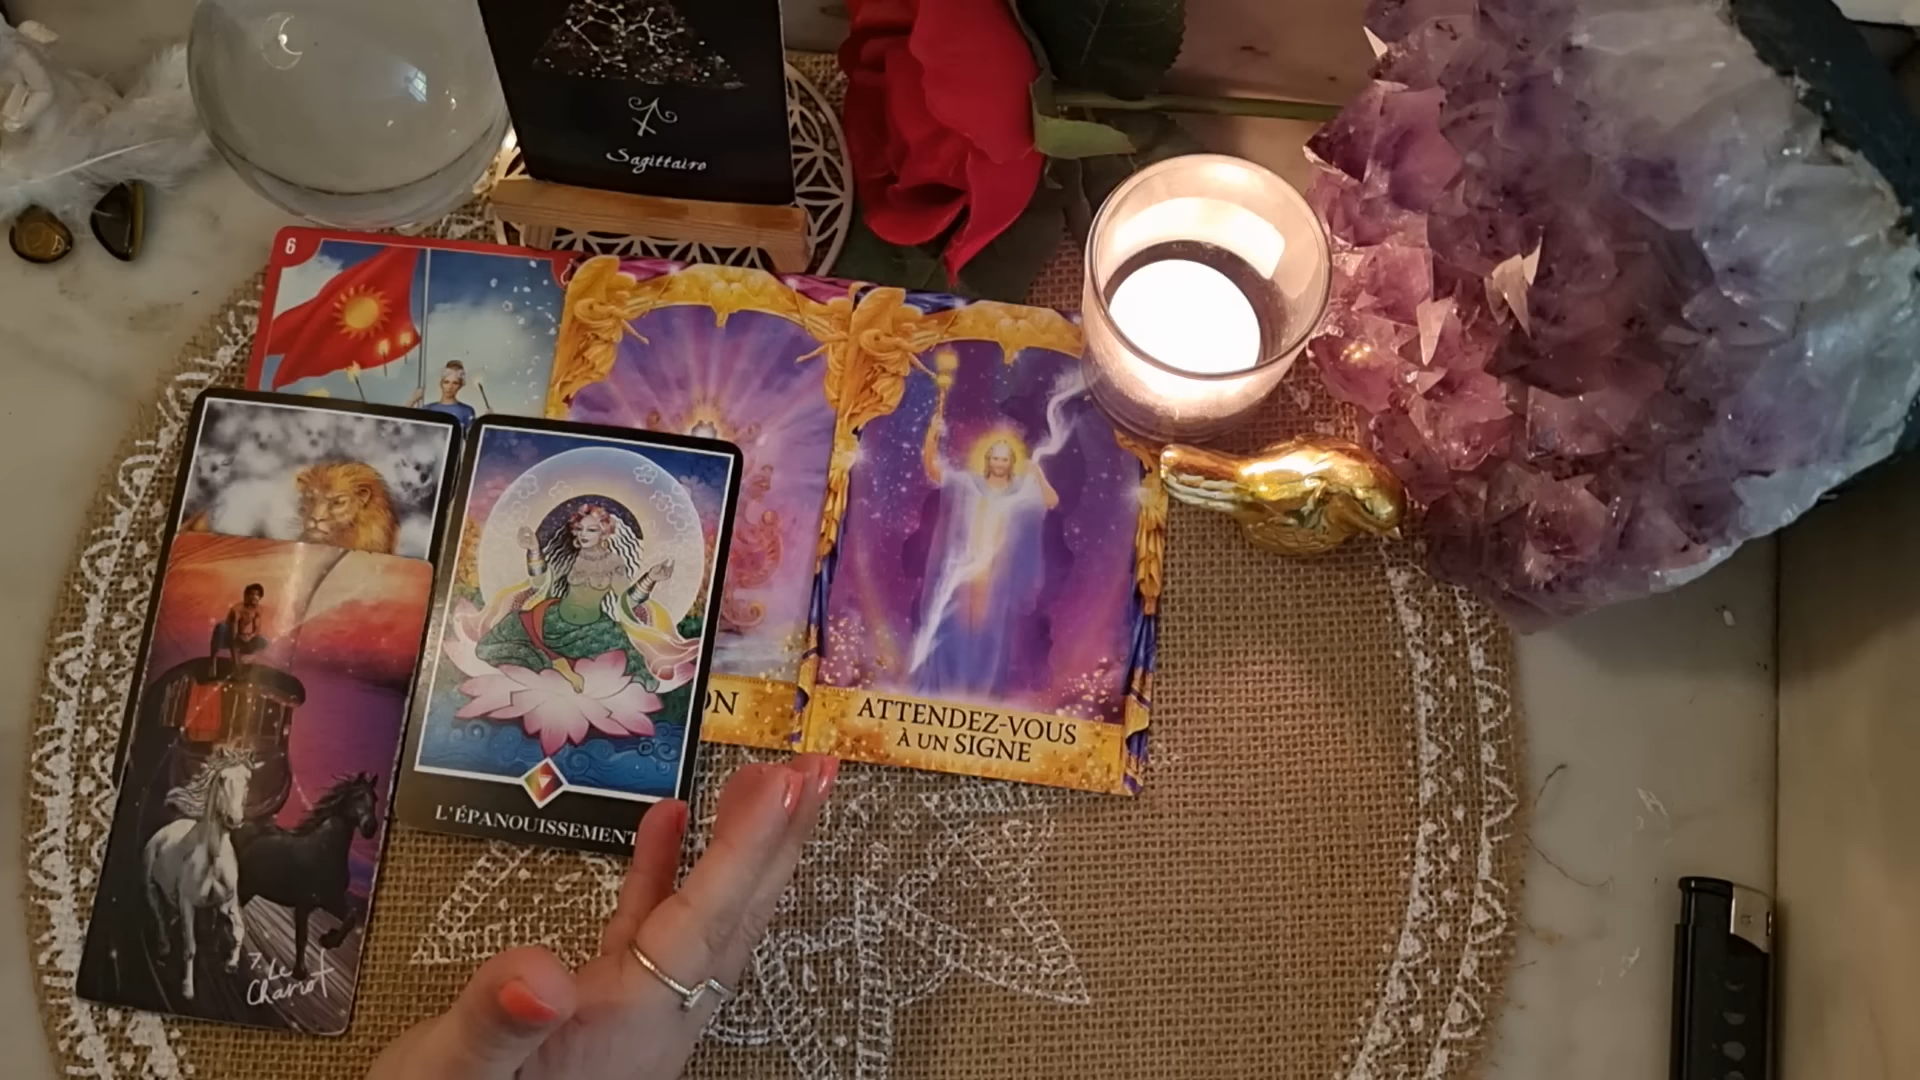 Sagittaire
6
ON
ATTENDEZ-VOUS
À UN SIGNE
L'ÉPANOUISSEMENT
7. Le
Chariot